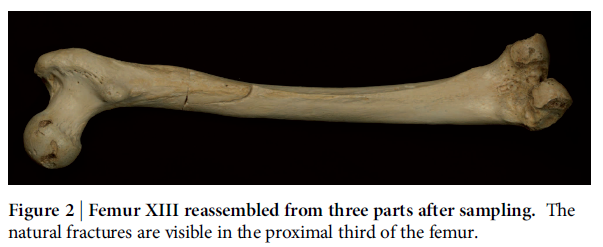 Figure 2 | Femur XIII reassembled from three parts after sampling. The
natural fractures are visible in the proximal third of the femur.